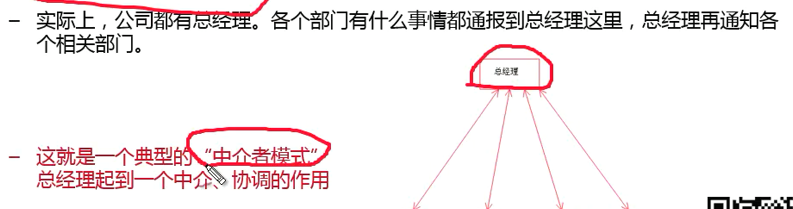 – 实际上，公司都有总经理。各个部门有什么事情都通报到总经理这里，总经理再通知各
个相关部门。
总经理
– 这就是一个典型的“中介者模式”
总经理起到一个中介、协调的作用